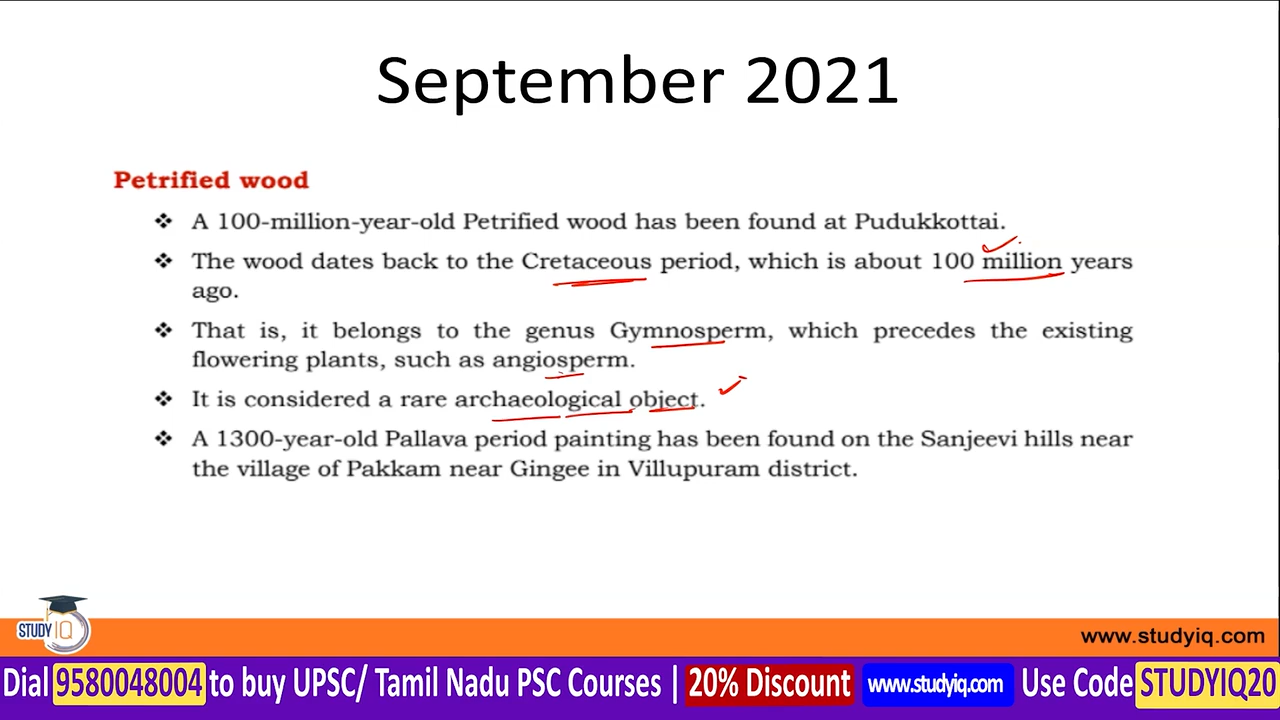 September 2021
Petrified wood
❖ A 100-million-year-old Petrified wood has been found at Pudukkottai.
❖ The wood dates back to the Cretaceous period, which is about 100 million years
ago.
❖ That is, it belongs to the genus Gymnosperm, which precedes the existing
flowering plants, such as angiosperm.
❖ It is considered a rare archaeological object.
❖ A 1300-year-old Pallava period painting has been found on the Sanjeevi hills near
the village of Pakkam near Gingee in Villupuram district.
STUDY IQ
www.studyiq.com
Dial 9580048004 to buy UPSC/ Tamil Nadu PSC Courses | 20% Discount www.studyiq.com Use Code STUDYIQ20